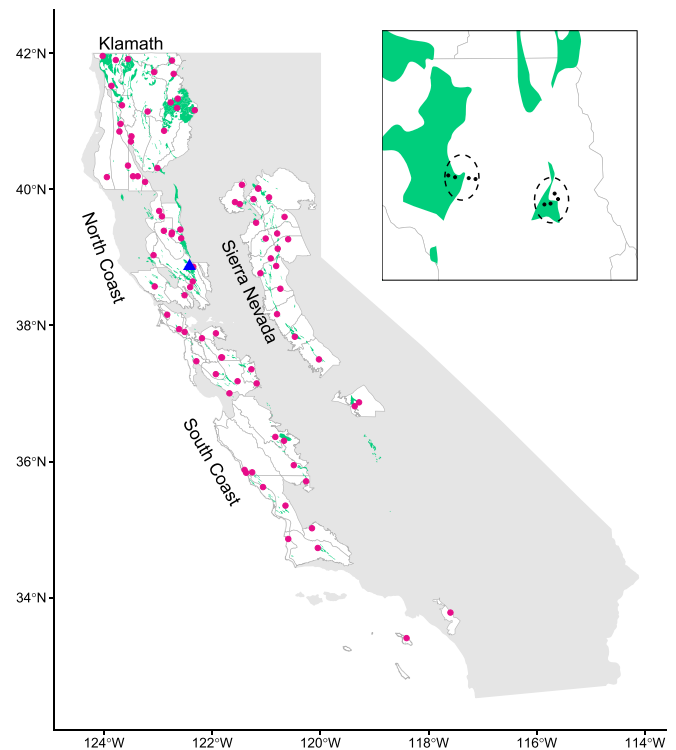 Klamath
42°N
40°N
North Coast
Sierra Nevada
38°N
South Coast
36°N
34°N
124°W
122°W
120°W
118°W
116°W
114°W